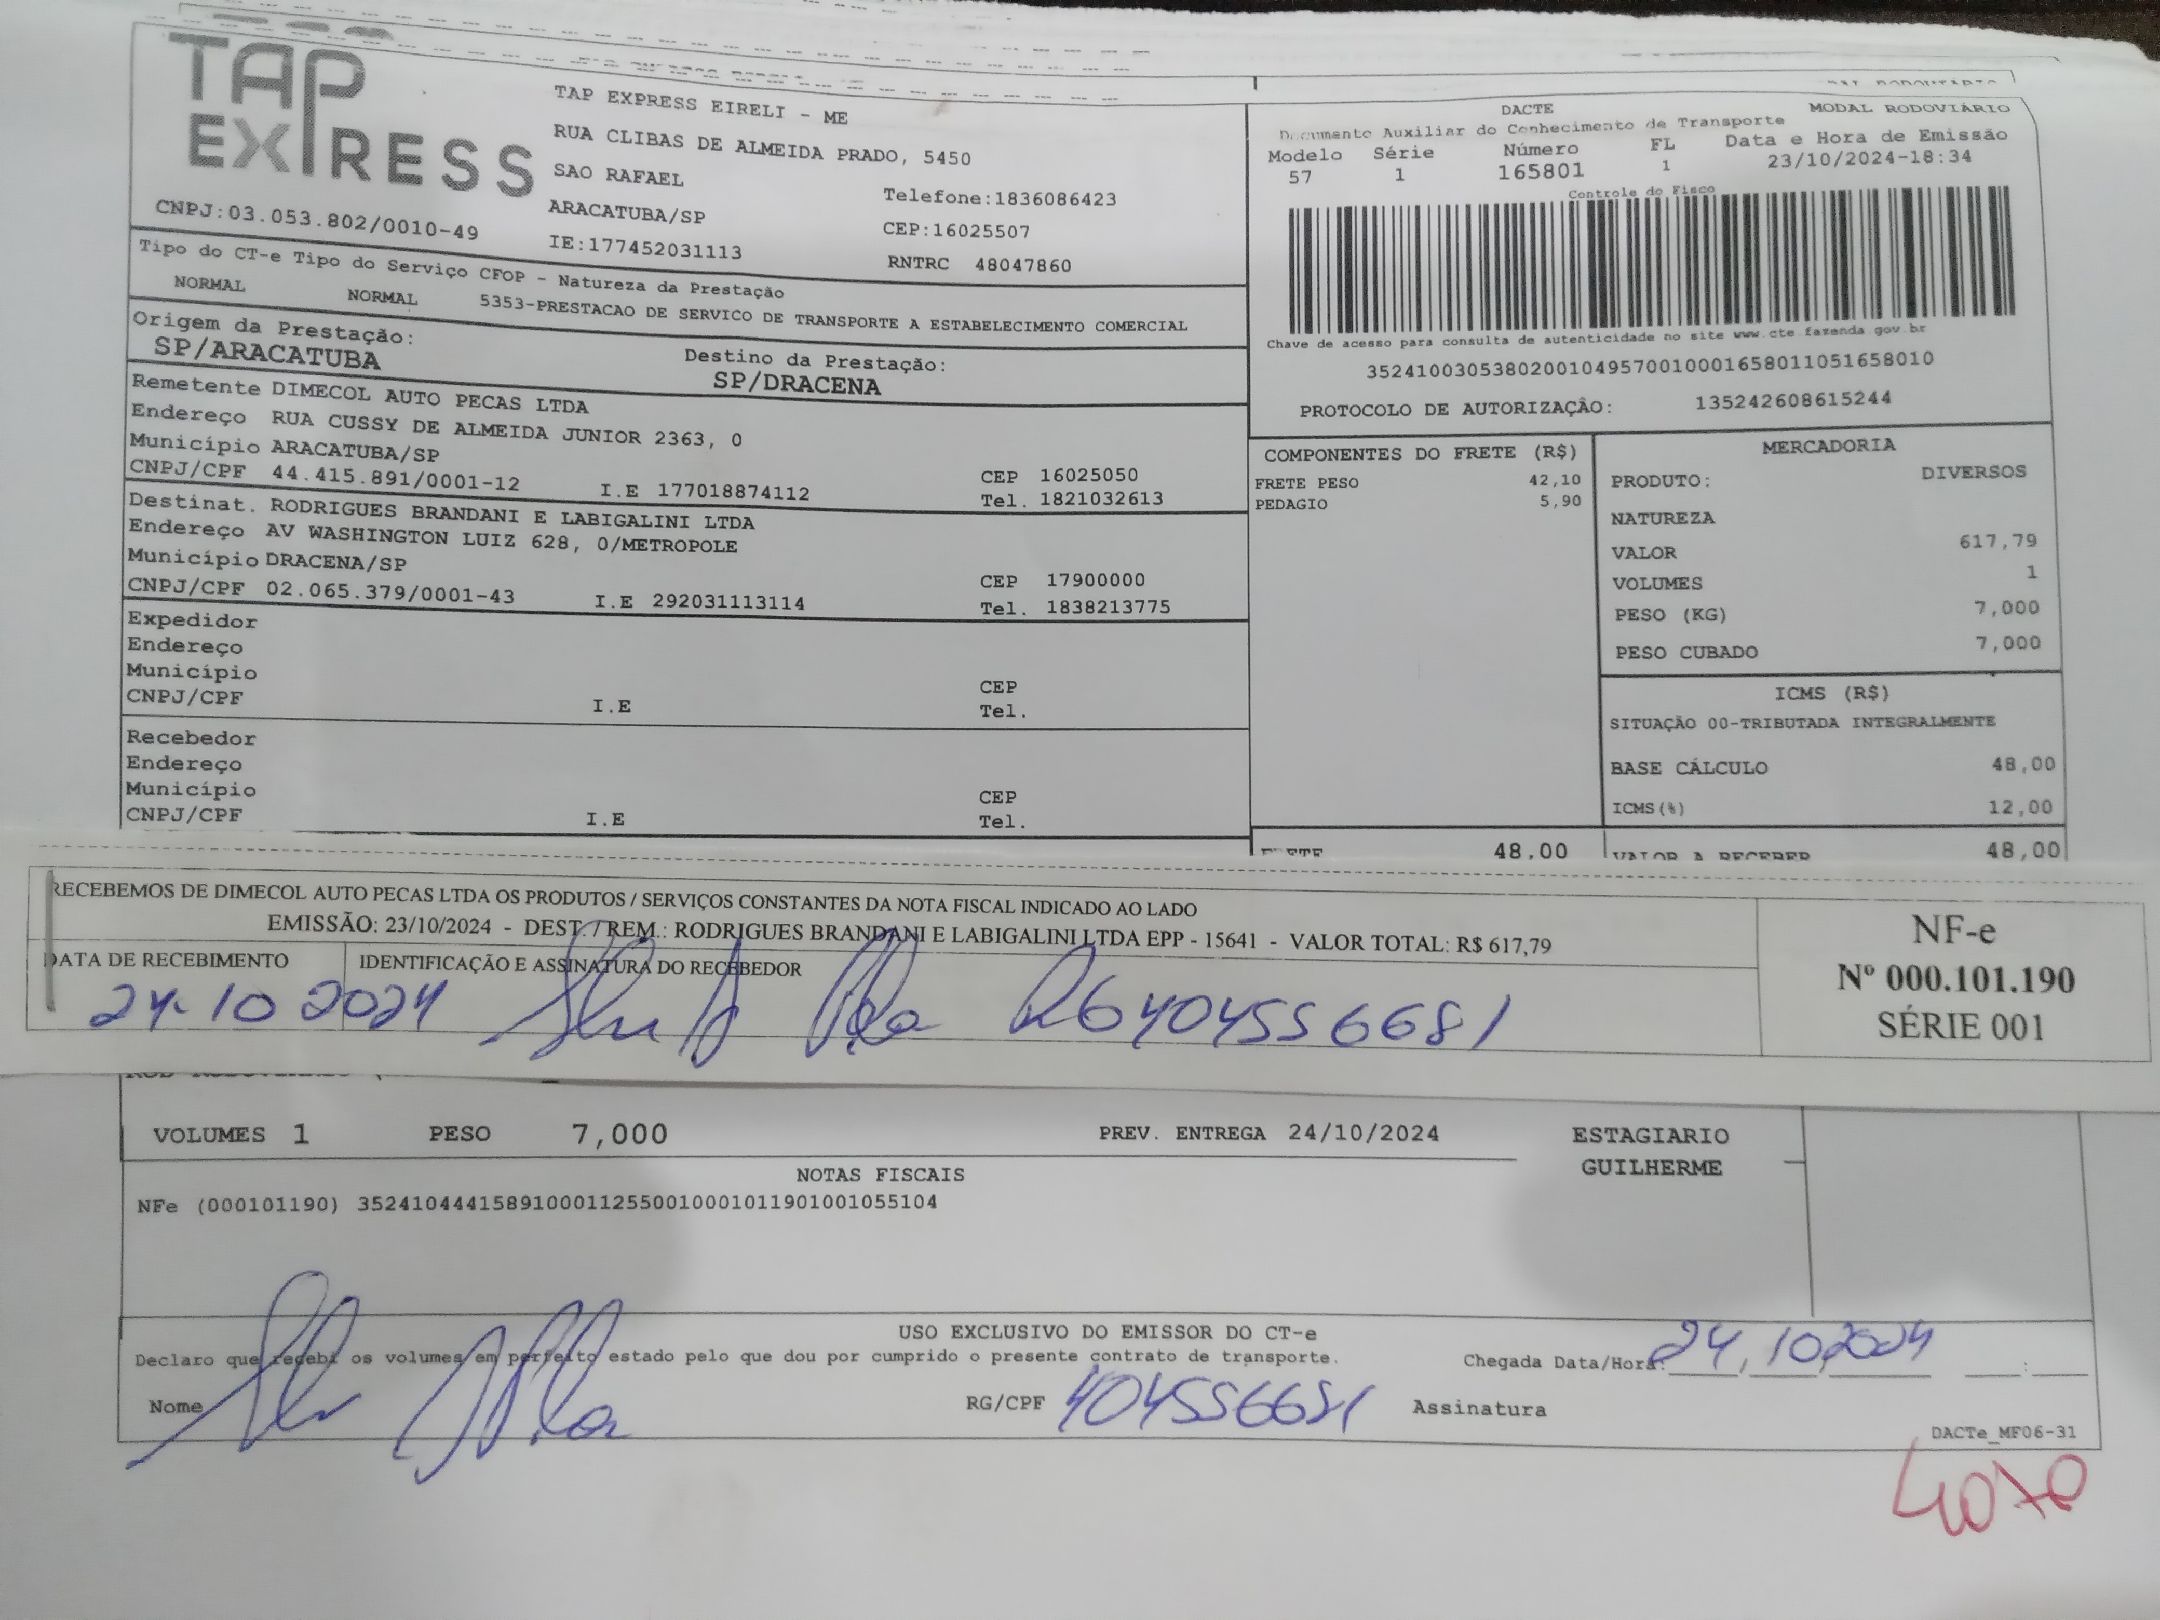 TAP EXPRESS
TAP EXPRESS EIRELI - ME
RUA CLIBAS DE ALMEIDA PRADO, 5450
SAO RAFAEL
Telefone:1836086423
ARACATUBA/SP
CEP:16025507
CNPJ:03.053.802/0010-49
IE:177452031113
RNTRC 48047860
Tipo do CT-e Tipo do Serviço CFOP - Natureza da Prestação
NORMAL NORMAL 5353-PRESTACAO DE SERVICO DE TRANSPORTE A ESTABELECIMENTO COMERCIAL
Origem da Prestação:
SP/ARACATUBA
Destino da Prestação:
SP/DRACENA
Remetente DIMECOL AUTO PECAS LTDA
Endereço RUA CUSSY DE ALMEIDA JUNIOR 2363, 0
Município ARACATUBA/SP
CEP 16025050
CNPJ/CPF 44.415.891/0001-12 I.E 177018874112 Tel. 1821032613
Destinat. RODRIGUES BRANDANI E LABIGALINI LTDA
Endereço AV WASHINGTON LUIZ 628, 0/METROPOLE
Município DRACENA/SP
CEP 17900000
CNPJ/CPF 02.065.379/0001-43 I.E 292031113114 Tel. 1838213775
Expedidor
Endereço
Município
CEP
CNPJ/CPF I.E Tel.
Recebedor
Endereço
Município
CEP
CNPJ/CPF I.E Tel.
DACTE MODAL RODOVIÁRIO
Documento Auxiliar do Conhecimento de Transporte
Modelo Série Número FL Data e Hora de Emissão
57 1 165801 1 23/10/2024-18:34
Controle do Fisco
Chave de acesso para consulta de autenticidade no site www.cte.fazenda.gov.br
35241003053802001049570010001658011051658010
PROTOCOLO DE AUTORIZAÇÃO: 135242608615244
COMPONENTES DO FRETE (R$)
FRETE PESO 42,10
PEDAGIO 5,90
MERCADORIA
PRODUTO: DIVERSOS
NATUREZA
VALOR 617,79
VOLUMES 1
PESO (KG) 7,000
PESO CUBADO 7,000
ICMS (R$)
SITUAÇÃO 00-TRIBUTADA INTEGRALMENTE
BASE CÁLCULO 48,00
ICMS(%) 12,00
FRETE 48,00 VALOR A RECEBER 48,00
RECEBEMOS DE DIMECOL AUTO PECAS LTDA OS PRODUTOS / SERVIÇOS CONSTANTES DA NOTA FISCAL INDICADO AO LADO
EMISSÃO: 23/10/2024 - DEST. / REM.: RODRIGUES BRANDANI E LABIGALINI LTDA EPP - 15641 - VALOR TOTAL: R$ 617,79
DATA DE RECEBIMENTO IDENTIFICAÇÃO E ASSINATURA DO RECEBEDOR
24.10 2024 RG 404556681
NF-e
Nº 000.101.190
SÉRIE 001
VOLUMES 1 PESO 7,000 PREV. ENTREGA 24/10/2024
ESTAGIARIO
GUILHERME
NOTAS FISCAIS
NFe (000101190) 35241044415891000112550010001011901001055104
USO EXCLUSIVO DO EMISSOR DO CT-e
Declaro que recebi os volumes em perfeito estado pelo que dou por cumprido o presente contrato de transporte.
Chegada Data/Hora: 24,10,2024 :
Nome RG/CPF 404556681 Assinatura
DACTe_MF06-31